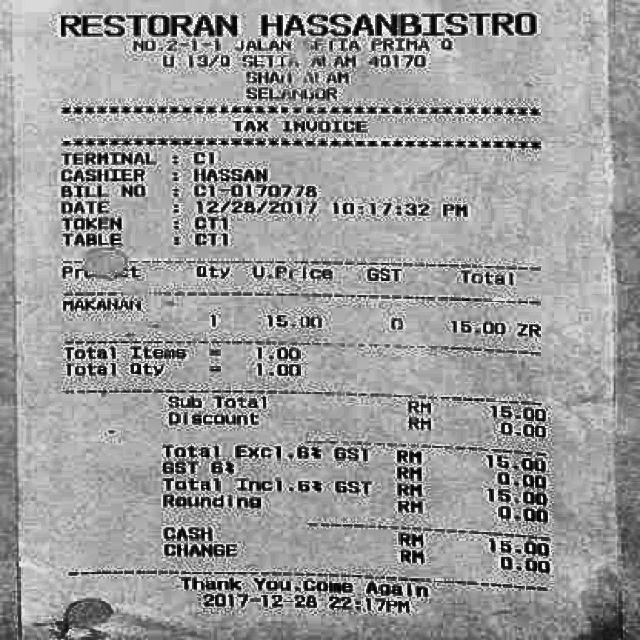 RESTORAN HASSANBISTRO
NO.2-1-1 JALAN SETIA PRIMA Q
U 13/Q SETIA ALAM 40170
SHAH ALAM
SELANGOR
****************************************
TAX INVOICE
****************************************
TERMINAL : C1
CASHIER : HASSAN
BILL NO : C1-0170778
DATE : 12/28/2017 10:17:32 PM
TOKEN : CT1
TABLE : CT1
Qty U.Price GST Total
MAKANAN
1 15.00 0 15.00 ZR
Total Items = 1.00
Total Qty = 1.00
Sub Total RM 15.00
Discount RM 0.00
Total Excl.6% GST RM 15.00
GST 6% RM 0.00
Total Incl.6% GST RM 15.00
Rounding RM 0.00
CASH RM 15.00
CHANGE RM 0.00
Thank You,Come Again
2017-12-28 22:17PM